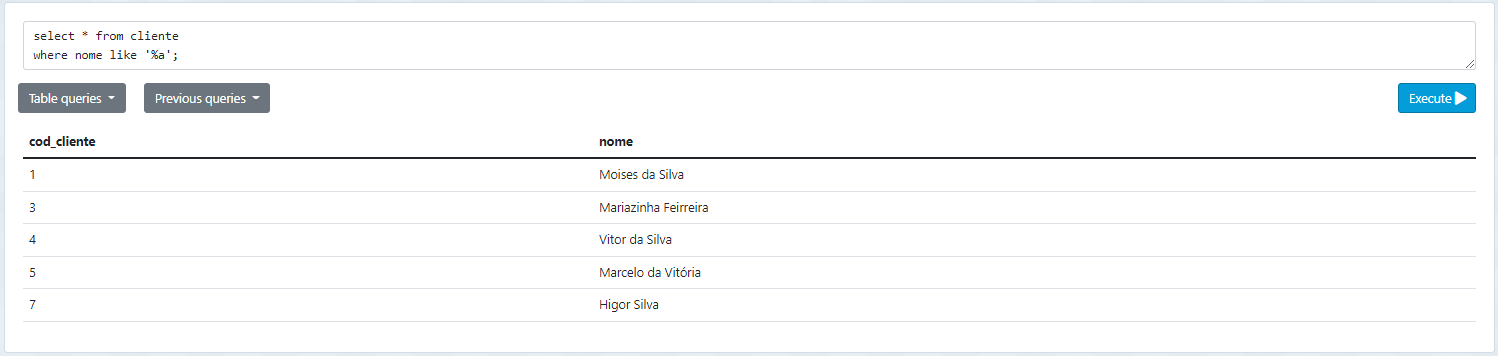 select * from cliente
where nome like '%a';
Table queries Previous queries Execute
cod_cliente nome
1 Moises da Silva
3 Mariazinha Feirreira
4 Vitor da Silva
5 Marcelo da Vitória
7 Higor Silva